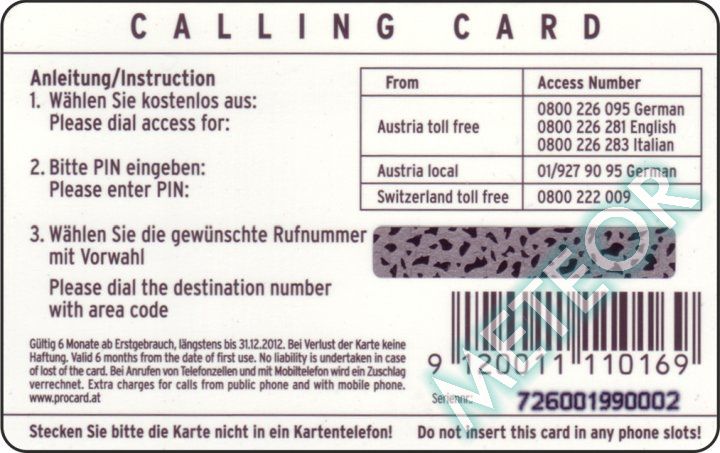 CALLING CARD
Anleitung/Instruction
1. Wählen Sie kostenlos aus:
Please dial access for:
2. Bitte PIN eingeben:
Please enter PIN:
3. Wählen Sie die gewünschte Rufnummer
mit Vorwahl
Please dial the destination number
with area code
From Access Number
Austria toll free 0800 226 095 German
0800 226 281 English
0800 226 283 Italian
Austria local 01/927 90 95 German
Switzerland toll free 0800 222 009
Gültig 6 Monate ab Erstgebrauch, längstens bis 31.12.2012. Bei Verlust der Karte keine
Haftung. Valid 6 months from the date of first use. No liability is undertaken in case
of lost of the card. Bei Anrufen von Telefonzellen und mit Mobiltelefon wird ein Zuschlag
verrechnet. Extra charges for calls from public phone and with mobile phone.
www.procard.at
9 120011 110169
Seriennr.: 726001990002
METEOR
Stecken Sie bitte die Karte nicht in ein Kartentelefon! Do not insert this card in any phone slots!